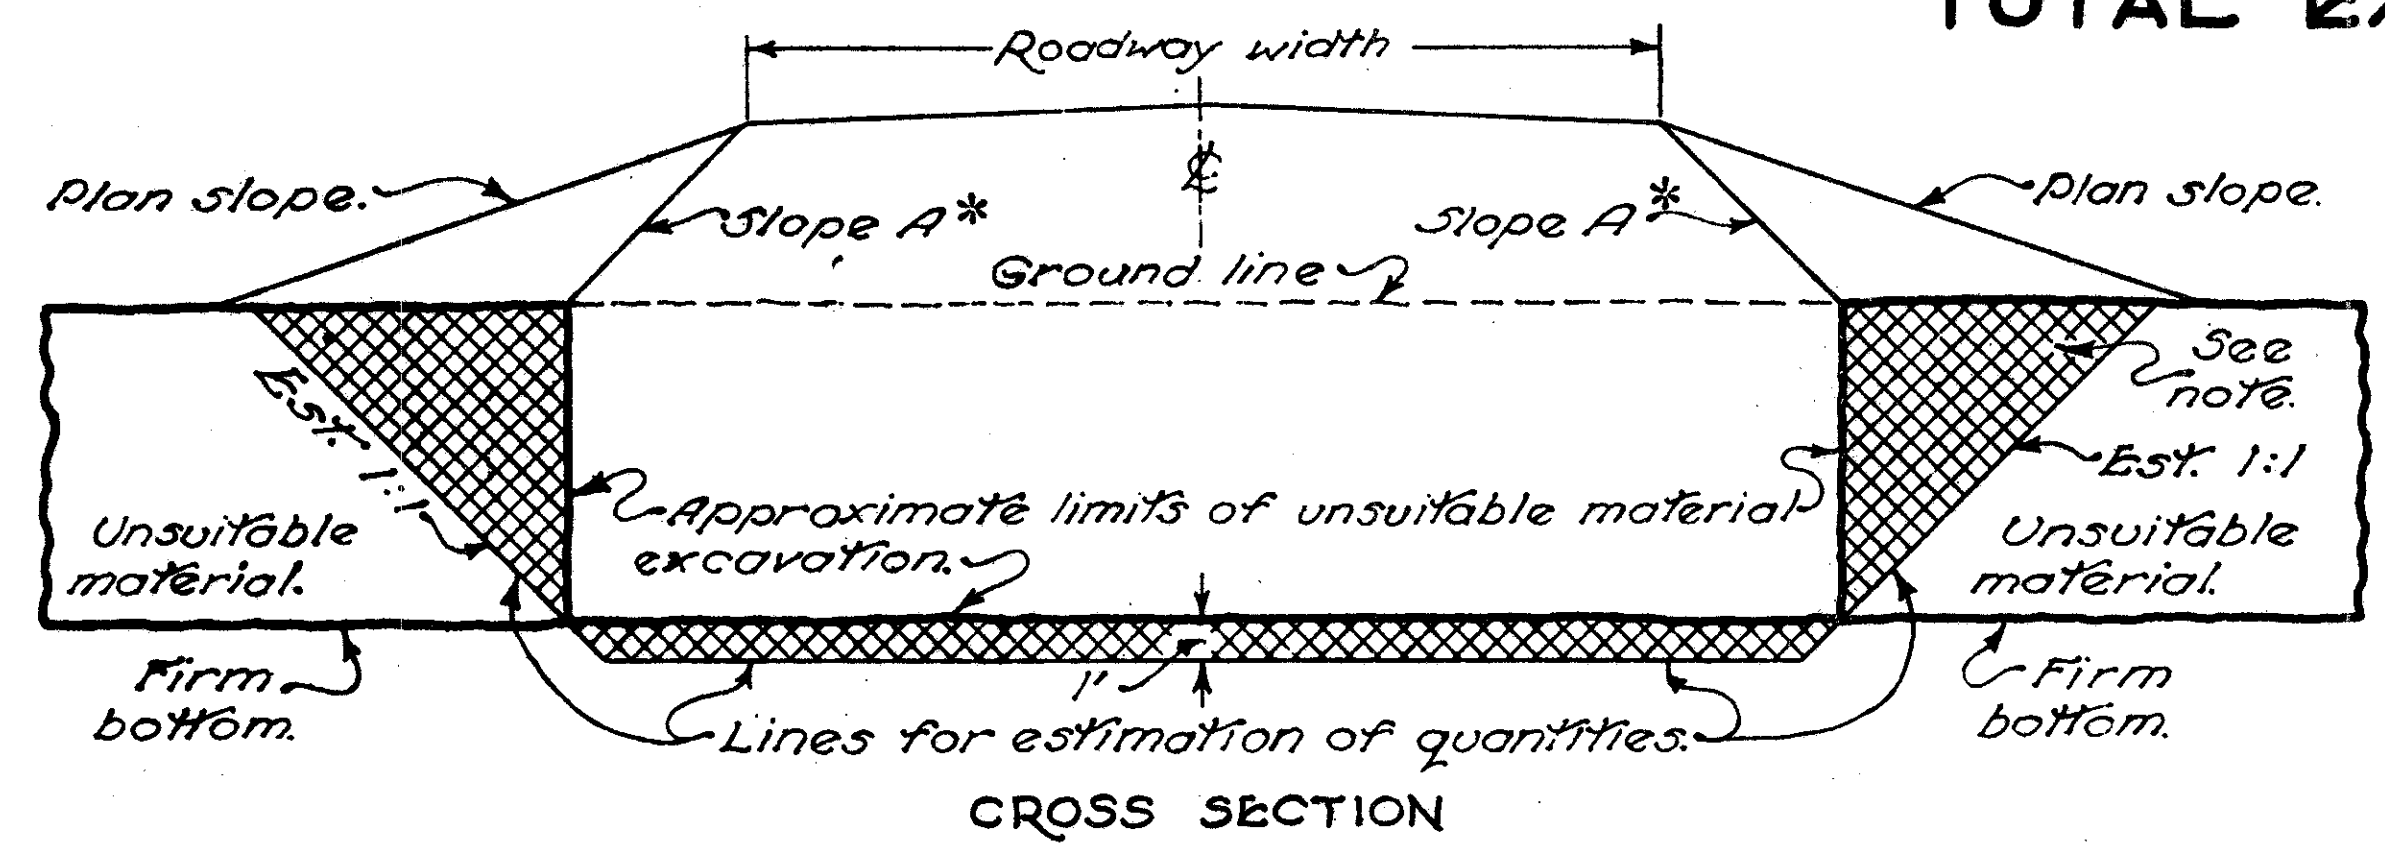 TOTAL
Roadway width
℄
Plan slope.
Slope A*
Slope A*
Plan slope.
Ground line
See
note.
Est. 1:1
Est. 1:1
Approximate limits of unsuitable material
excavation.
Unsuitable
material.
Unsuitable
material.
Firm
bottom.
1'
Firm
bottom.
Lines for estimation of quantities.
CROSS SECTION